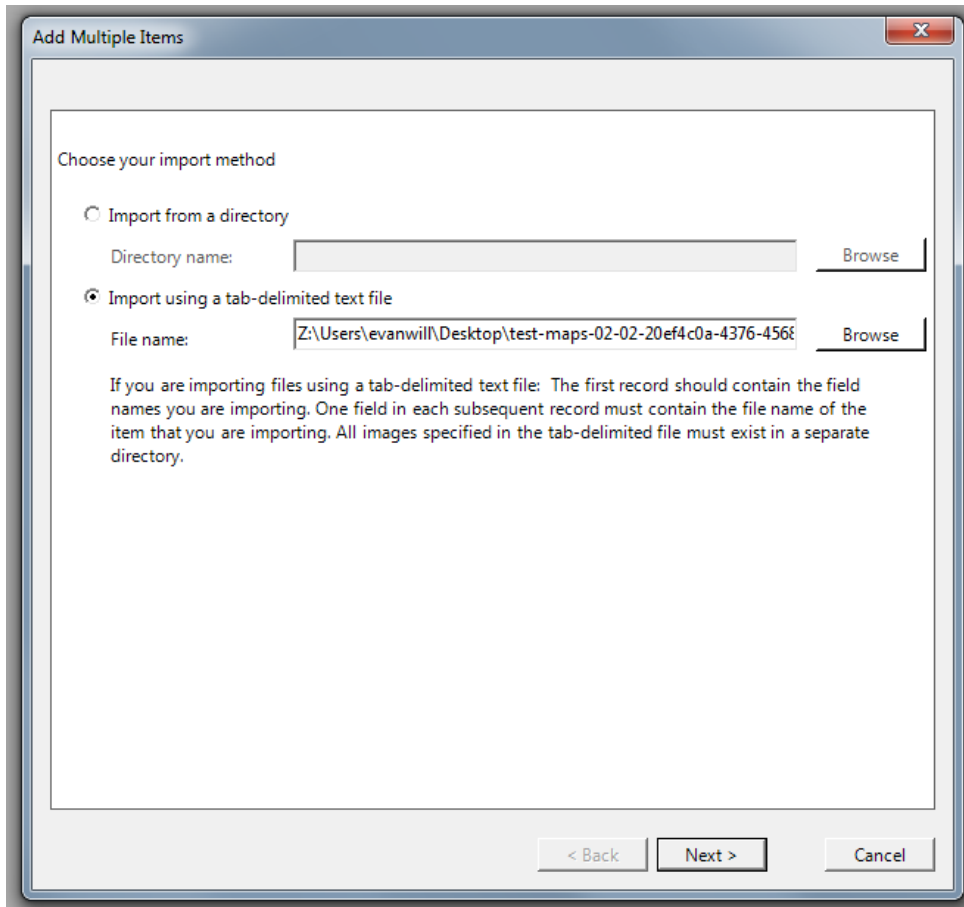 Add Multiple Items
Choose your import method
Import from a directory
Directory name:
Browse
Import using a tab-delimited text file
File name:
Z:\Users\evanwill\Desktop\test-maps-02-02-20ef4c0a-4376-4568
Browse
If you are importing files using a tab-delimited text file:  The first record should contain the field
names you are importing. One field in each subsequent record must contain the file name of the
item that you are importing. All images specified in the tab-delimited file must exist in a separate
directory.
< Back
Next >
Cancel